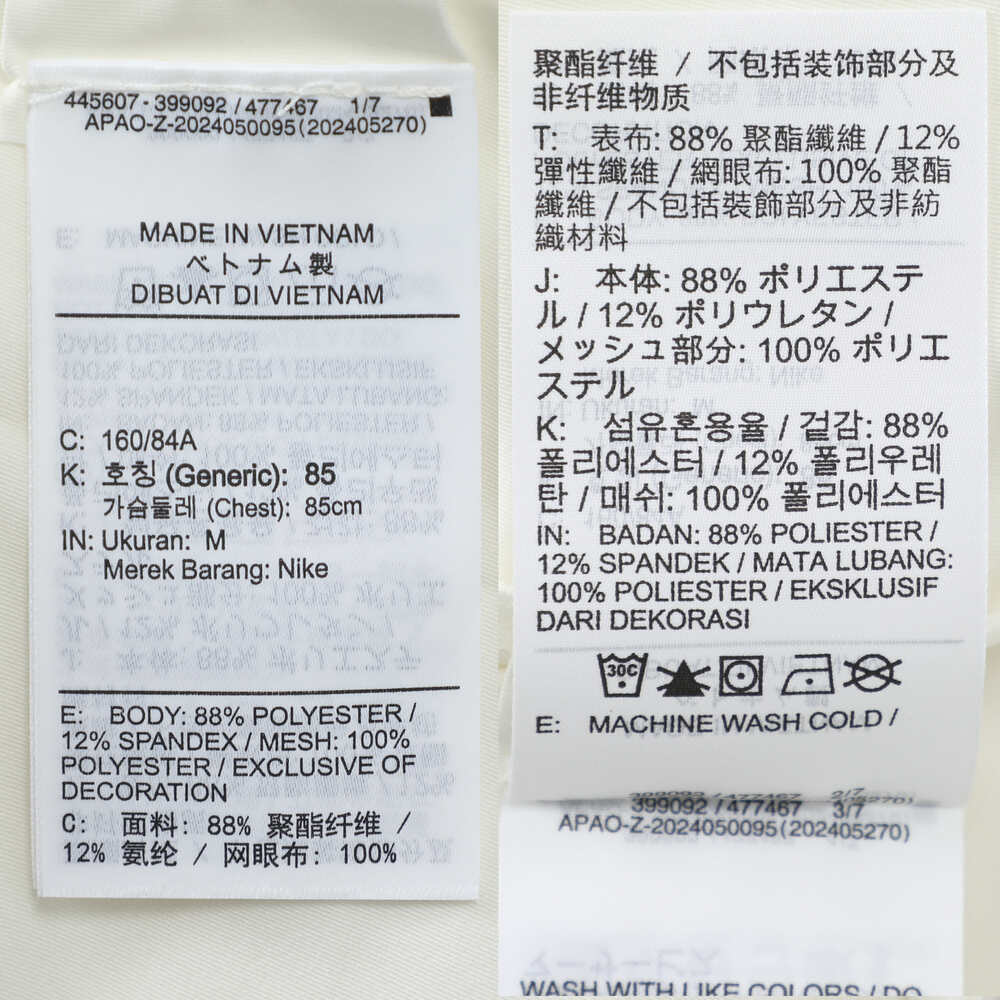 445607-399092 / 477467 1/7
APAO-Z-2024050095(202405270)
MADE IN VIETNAM
ベトナム製
DIBUAT DI VIETNAM
C: 160/84A
K: 호칭 (Generic): 85
가슴둘레 (Chest): 85cm
IN: Ukuran: M
Merek Barang: Nike
E: BODY: 88% POLYESTER /
12% SPANDEX / MESH: 100%
POLYESTER / EXCLUSIVE OF
DECORATION
C: 面料: 88% 聚酯纤维 /
12% 氨纶 / 网眼布: 100%
聚酯纤维 / 不包括装饰部分及
非纤维物质
T: 表布: 88% 聚酯纖維 / 12%
彈性纖維 / 網眼布: 100% 聚酯
纖維 / 不包括裝飾部分及非紡
織材料
J: 本体: 88% ポリエステ
ル / 12% ポリウレタン /
メッシュ部分: 100% ポリエ
ステル
K: 섬유혼용율 / 겉감: 88%
폴리에스터 / 12% 폴리우레
탄 / 매쉬: 100% 폴리에스터
IN: BADAN: 88% POLIESTER /
12% SPANDEK / MATA LUBANG:
100% POLIESTER / EKSKLUSIF
DARI DEKORASI
30C
E: MACHINE WASH COLD /
399092 / 477467 2/7
399092 / 477467 3/7
APAO-Z-2024050095(202405270)
WASH WITH LIKE COLORS / DO